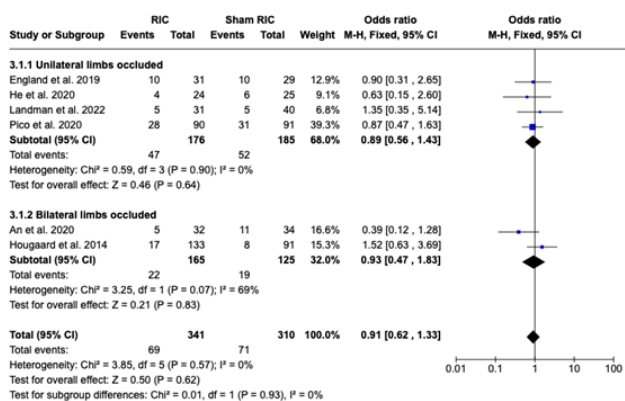 RIC Sham RIC Odds ratio Odds ratio
Study or Subgroup Events Total Events Total Weight M-H, Fixed, 95% CI M-H, Fixed, 95% CI
3.1.1 Unilateral limbs occluded
England et al. 2019 10 31 10 29 12.9% 0.90 [0.31 , 2.65]
He et al. 2020 4 24 6 25 9.1% 0.63 [0.15 , 2.60]
Landman et al. 2022 5 31 5 40 6.8% 1.35 [0.35 , 5.14]
Pico et al. 2020 28 90 31 91 39.3% 0.87 [0.47 , 1.63]
Subtotal (95% CI) 176 185 68.0% 0.89 [0.56 , 1.43]
Total events: 47 52
Heterogeneity: Chi² = 0.59, df = 3 (P = 0.90); I² = 0%
Test for overall effect: Z = 0.46 (P = 0.64)
3.1.2 Bilateral limbs occluded
An et al. 2020 5 32 11 34 16.6% 0.39 [0.12 , 1.28]
Hougaard et al. 2014 17 133 8 91 15.3% 1.52 [0.63 , 3.69]
Subtotal (95% CI) 165 125 32.0% 0.93 [0.47 , 1.83]
Total events: 22 19
Heterogeneity: Chi² = 3.25, df = 1 (P = 0.07); I² = 69%
Test for overall effect: Z = 0.21 (P = 0.83)
Total (95% CI) 341 310 100.0% 0.91 [0.62 , 1.33]
Total events: 69 71
Heterogeneity: Chi² = 3.85, df = 5 (P = 0.57); I² = 0%
Test for overall effect: Z = 0.50 (P = 0.62)
Test for subgroup differences: Chi² = 0.01, df = 1 (P = 0.93), I² = 0%
0.01 0.1 1 10 100